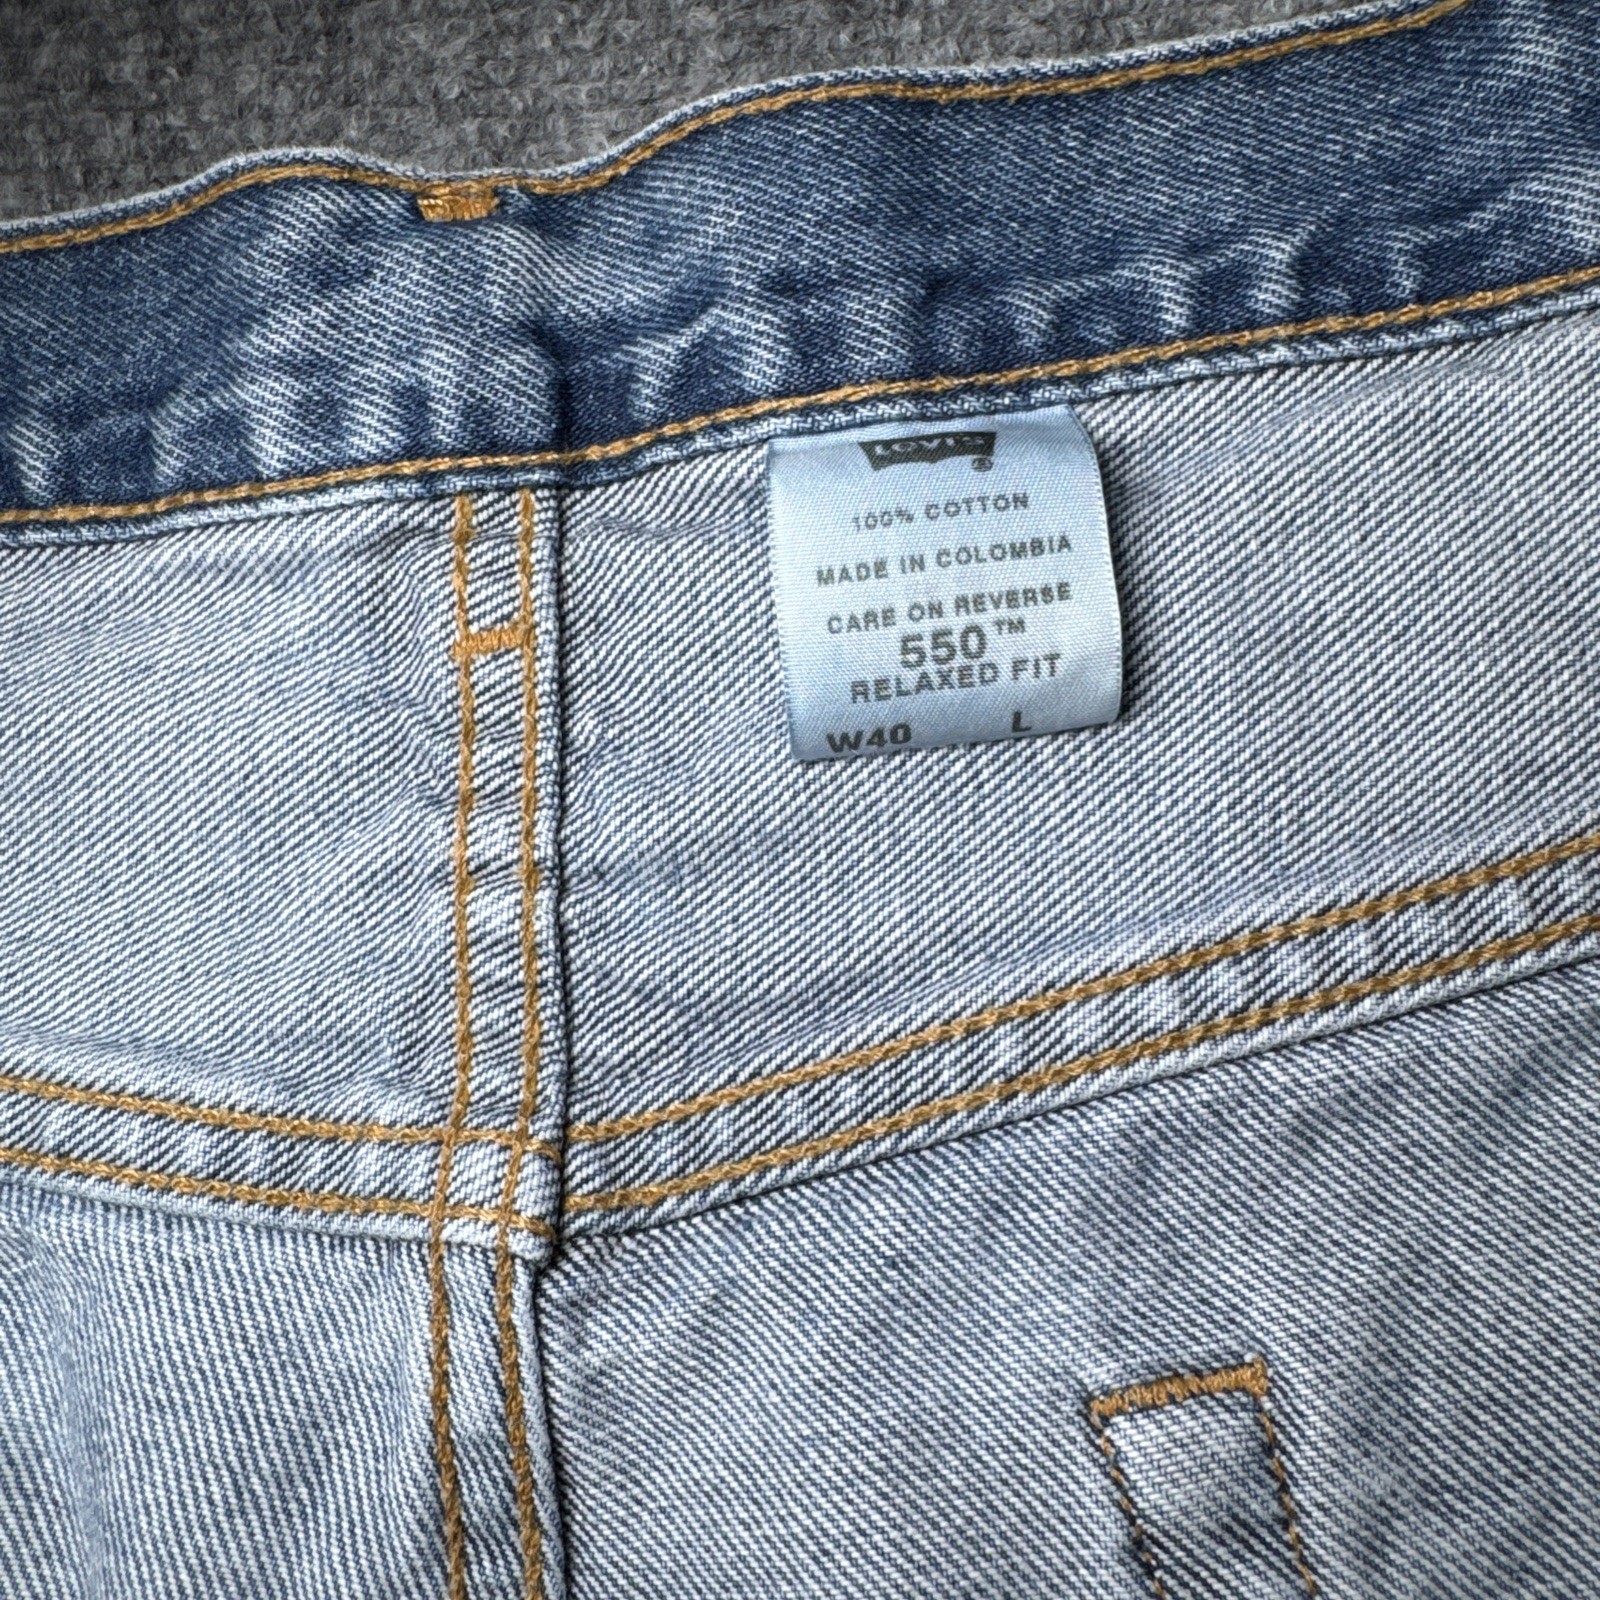 LEVI'S
®
100% COTTON
MADE IN COLOMBIA
CARE ON REVERSE
550™
RELAXED FIT
W40 L